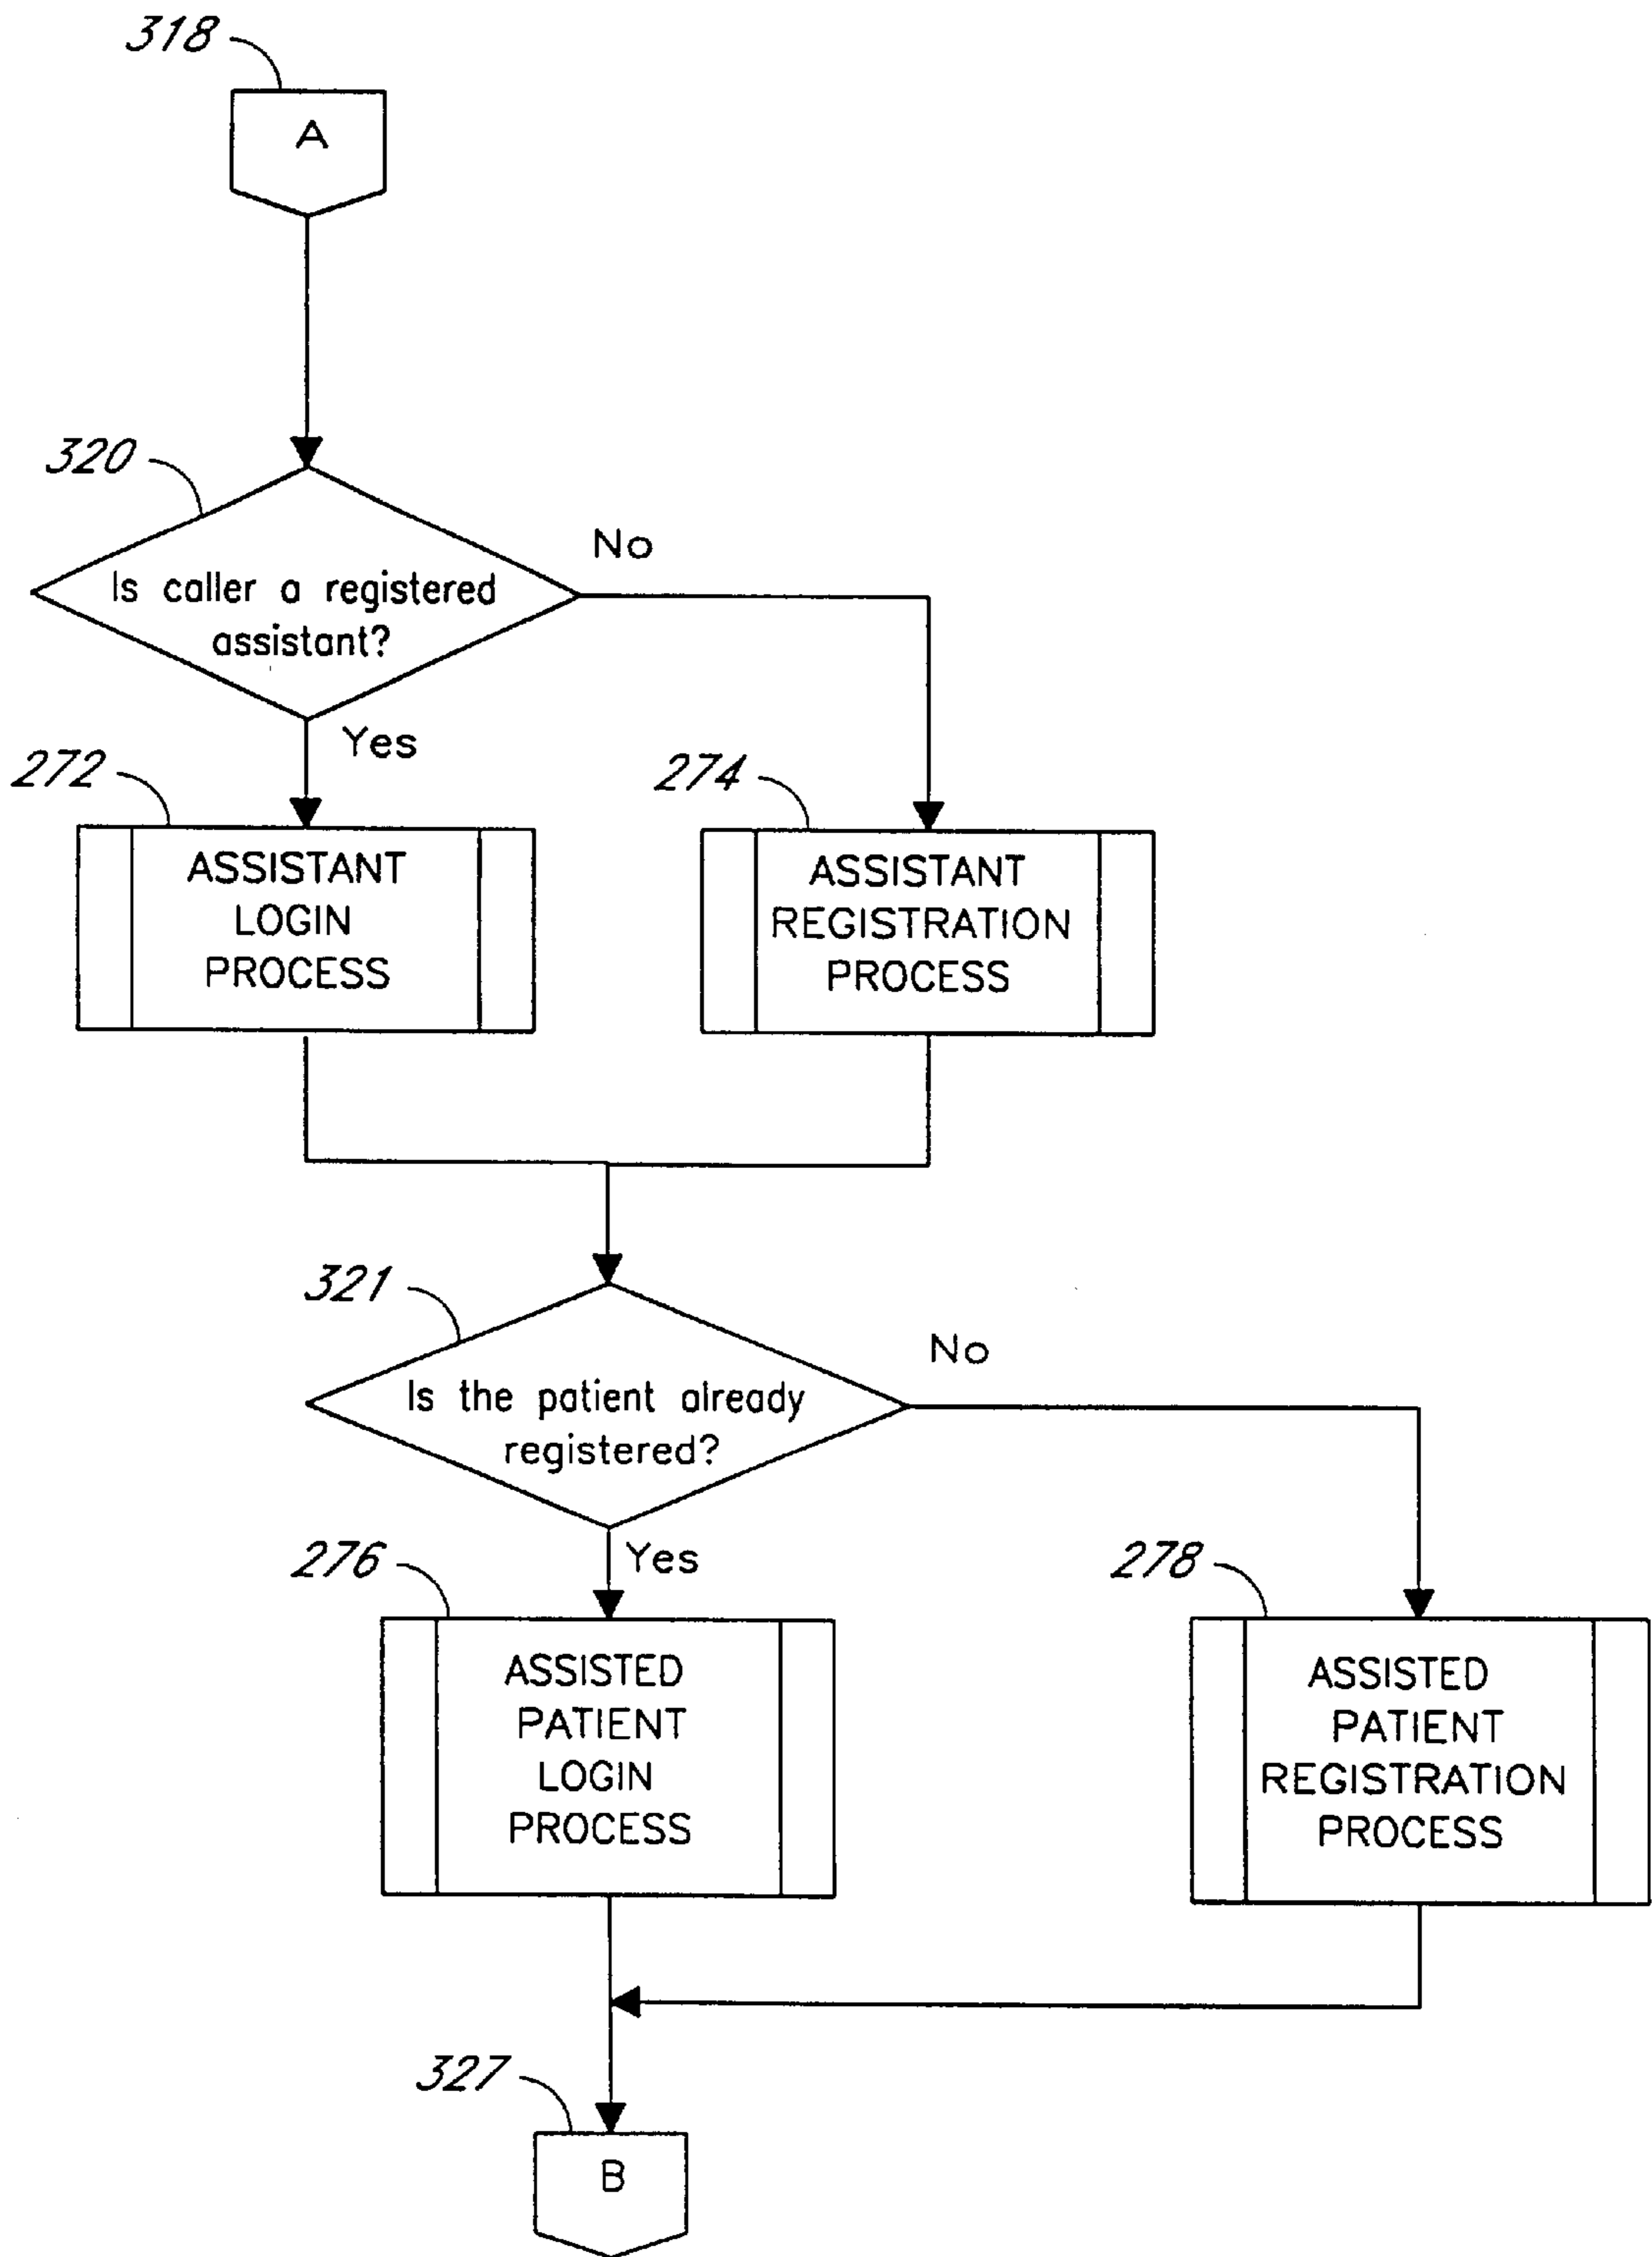 318
A
320
No
Is caller a registered
assistant?
Yes
272
274
ASSISTANT
LOGIN
PROCESS
ASSISTANT
REGISTRATION
PROCESS
321
No
Is the patient already
registered?
Yes
276
278
ASSISTED
PATIENT
LOGIN
PROCESS
ASSISTED
PATIENT
REGISTRATION
PROCESS
327
B